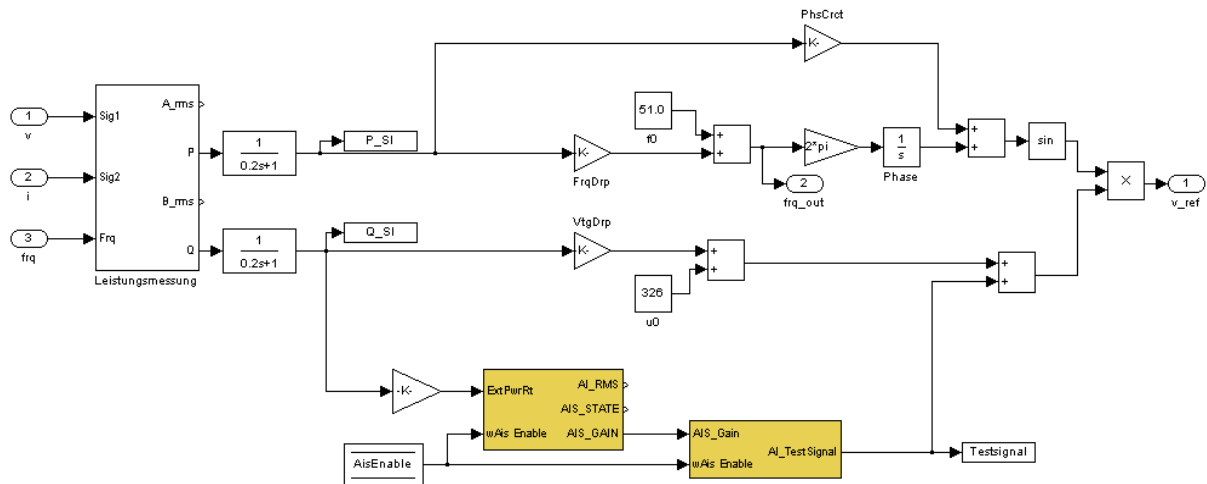 PhsCrct
K-
1
v
Sig1
A_rms
P
1
0.2s+1
P_SI
51.0
f0
+
+
K-
FrqDrp
2*pi
1
s
Phase
+
+
sin
×
1
v_ref
2
frq_out
2
i
Sig2
B_rms
3
frq
Frq
Q
Leistungsmessung
1
0.2s+1
Q_SI
VtgDrp
K-
+
+
326
u0
+
+
-K-
ExtPwrRt
AI_RMS
AIS_STATE
wAis Enable
AIS_GAIN
AisEnable
AIS_Gain
AI_TestSignal
wAis Enable
Testsignal